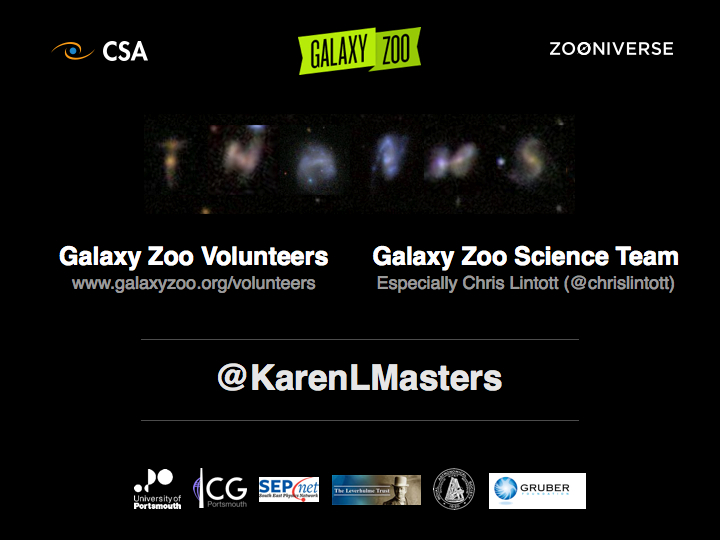 CSA
GALAXY ZOO
ZOONIVERSE
THANKS
Galaxy Zoo Volunteers
www.galaxyzoo.org/volunteers
Galaxy Zoo Science Team
Especially Chris Lintott (@chrislintott)
@KarenLMasters
University of
Portsmouth
ICG
Portsmouth
SEPnet
South East Physics Network
The Leverhulme Trust
GRUBER
FOUNDATION